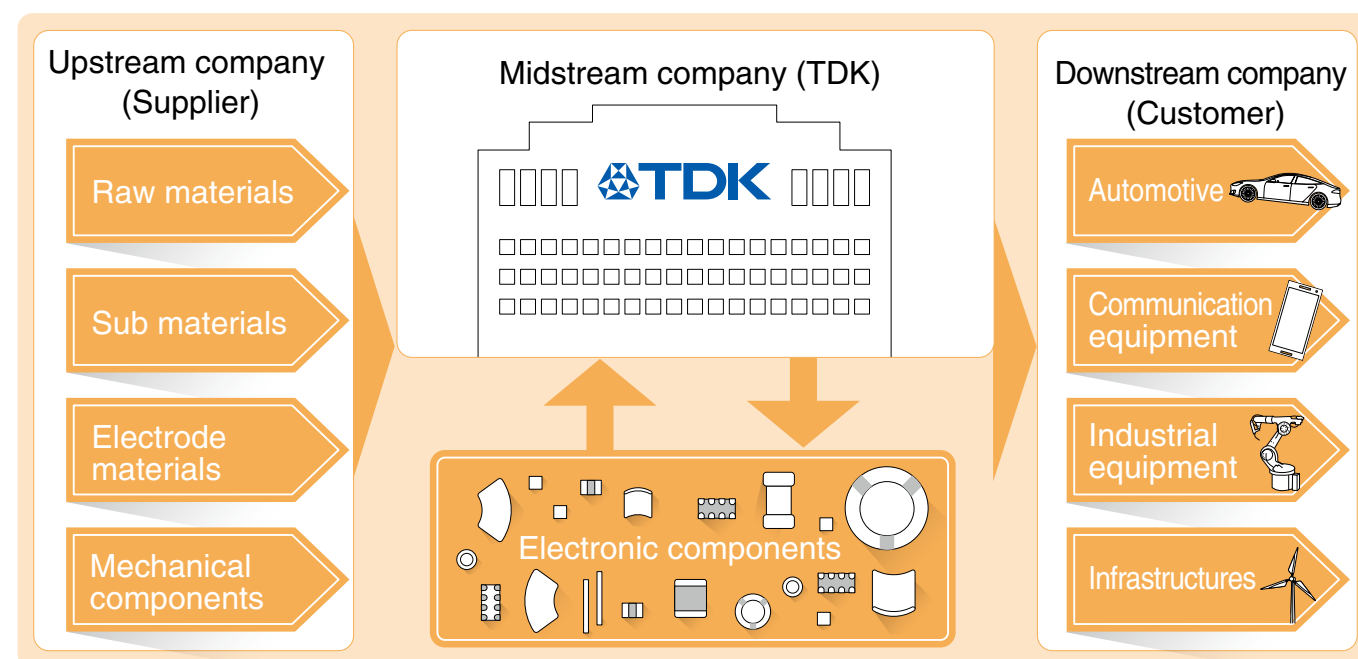 Upstream company
(Supplier)
Raw materials
Sub materials
Electrode
materials
Mechanical
components
Midstream company (TDK)
TDK
Electronic components
Downstream company
(Customer)
Automotive
Communication
equipment
Industrial
equipment
Infrastructures